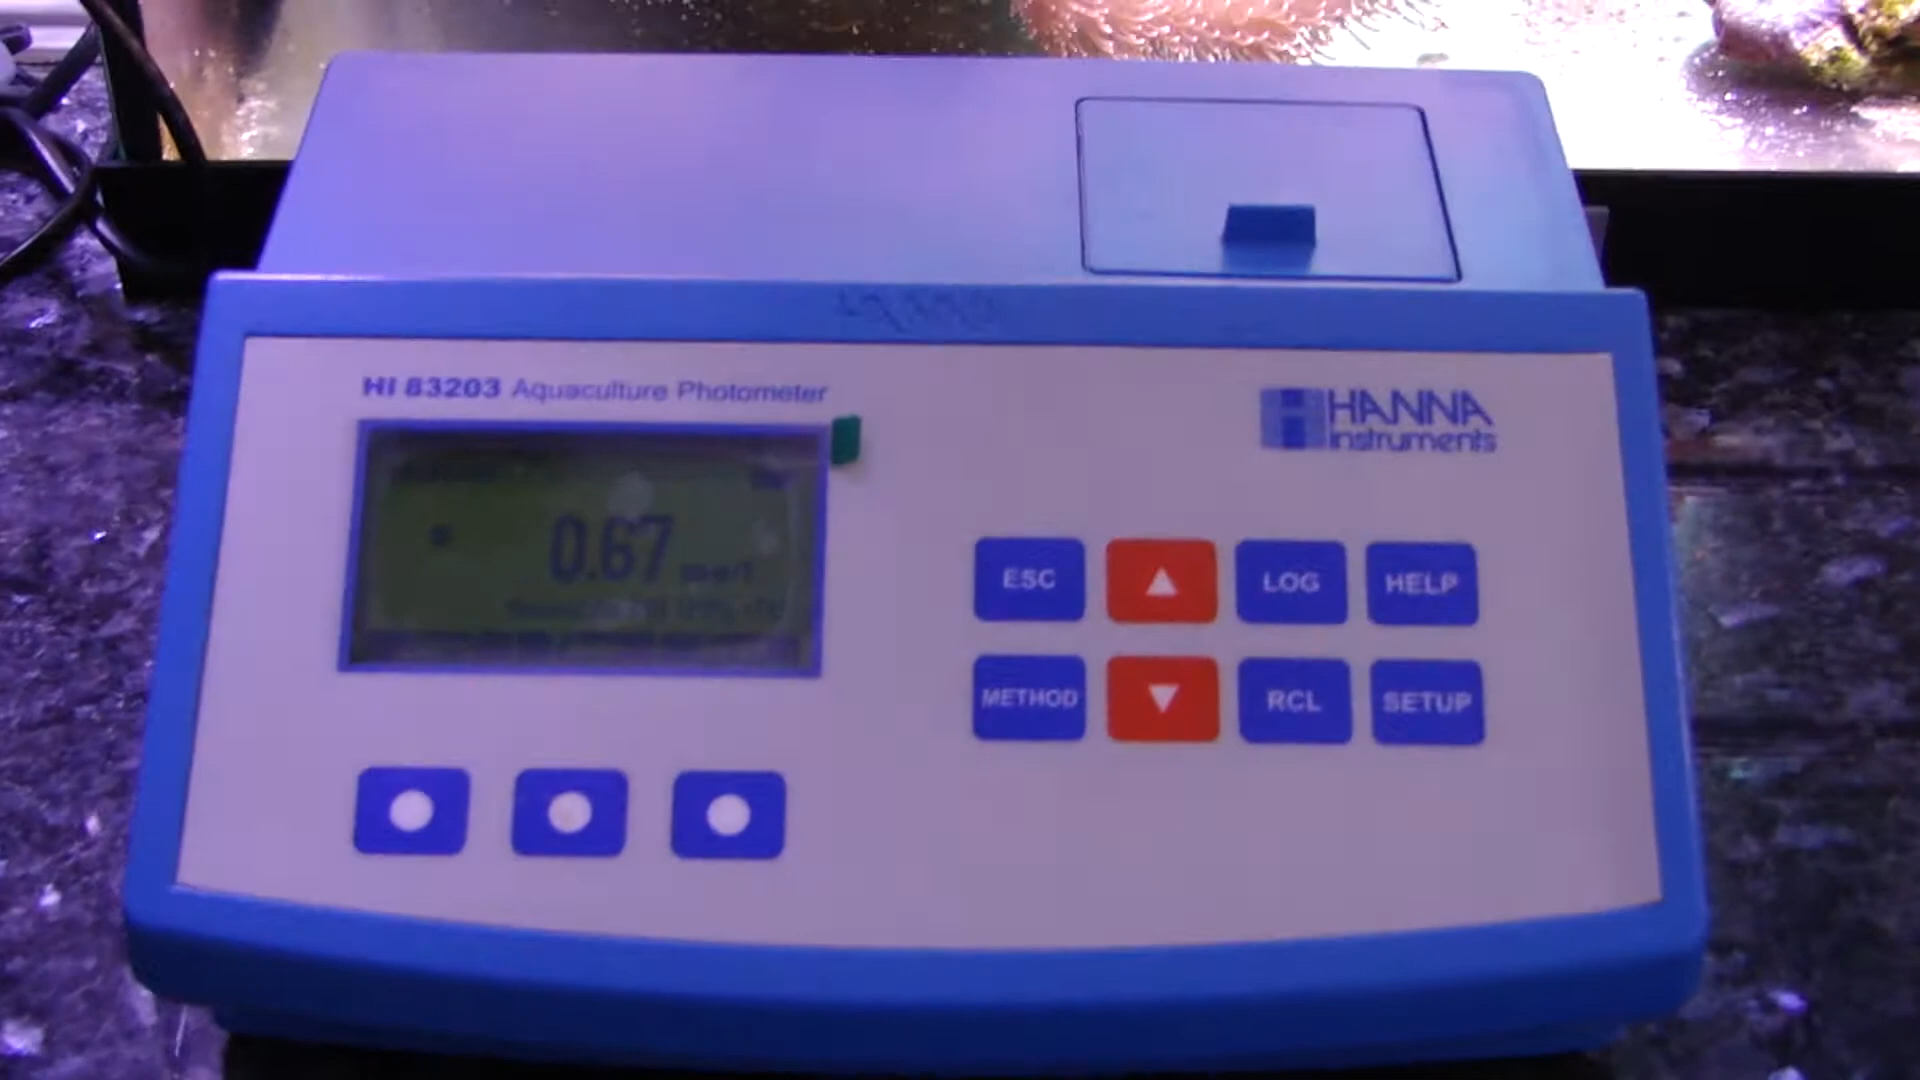 HI 83203 Aquaculture Photometer
HANNA
instruments
0.67
ESC
LOG
HELP
METHOD
RCL
SETUP